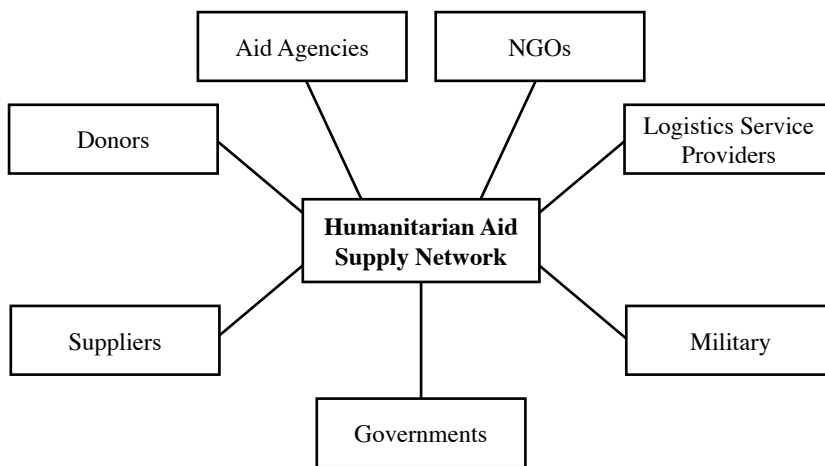 Aid Agencies
NGOs
Donors
Logistics Service
Providers
Humanitarian Aid
Supply Network
Suppliers
Military
Governments